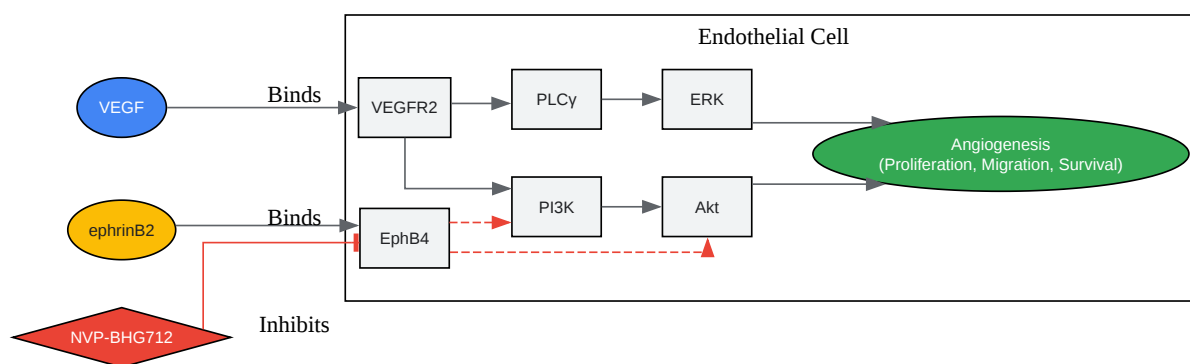 Endothelial Cell
VEGF
Binds
VEGFR2
PLCγ
ERK
Angiogenesis
(Proliferation, Migration, Survival)
ephrinB2
Binds
EphB4
PI3K
Akt
NVP-BHG712
Inhibits